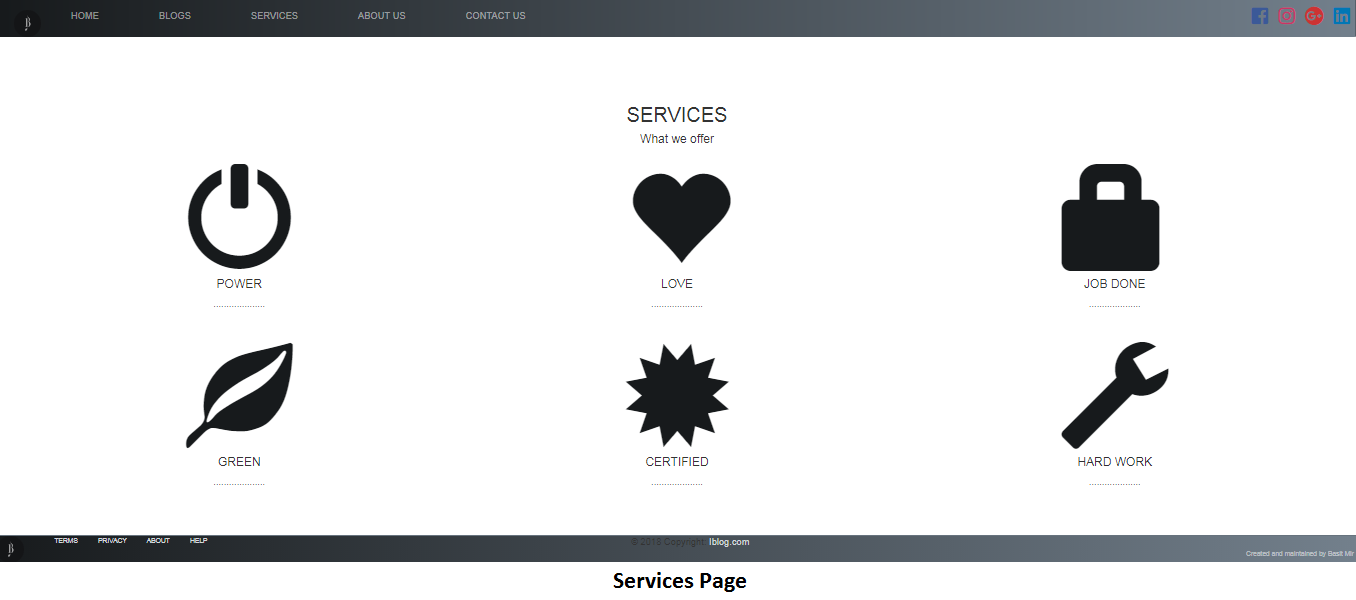 HOME BLOGS SERVICES ABOUT US CONTACT US
SERVICES
What we offer
POWER LOVE JOB DONE
..................... ..................... .....................
GREEN CERTIFIED HARD WORK
..................... ..................... .....................
TERMS PRIVACY ABOUT HELP
© 2018 Copyright: Iblog.com
Created and maintained by Basit Mir
Services Page